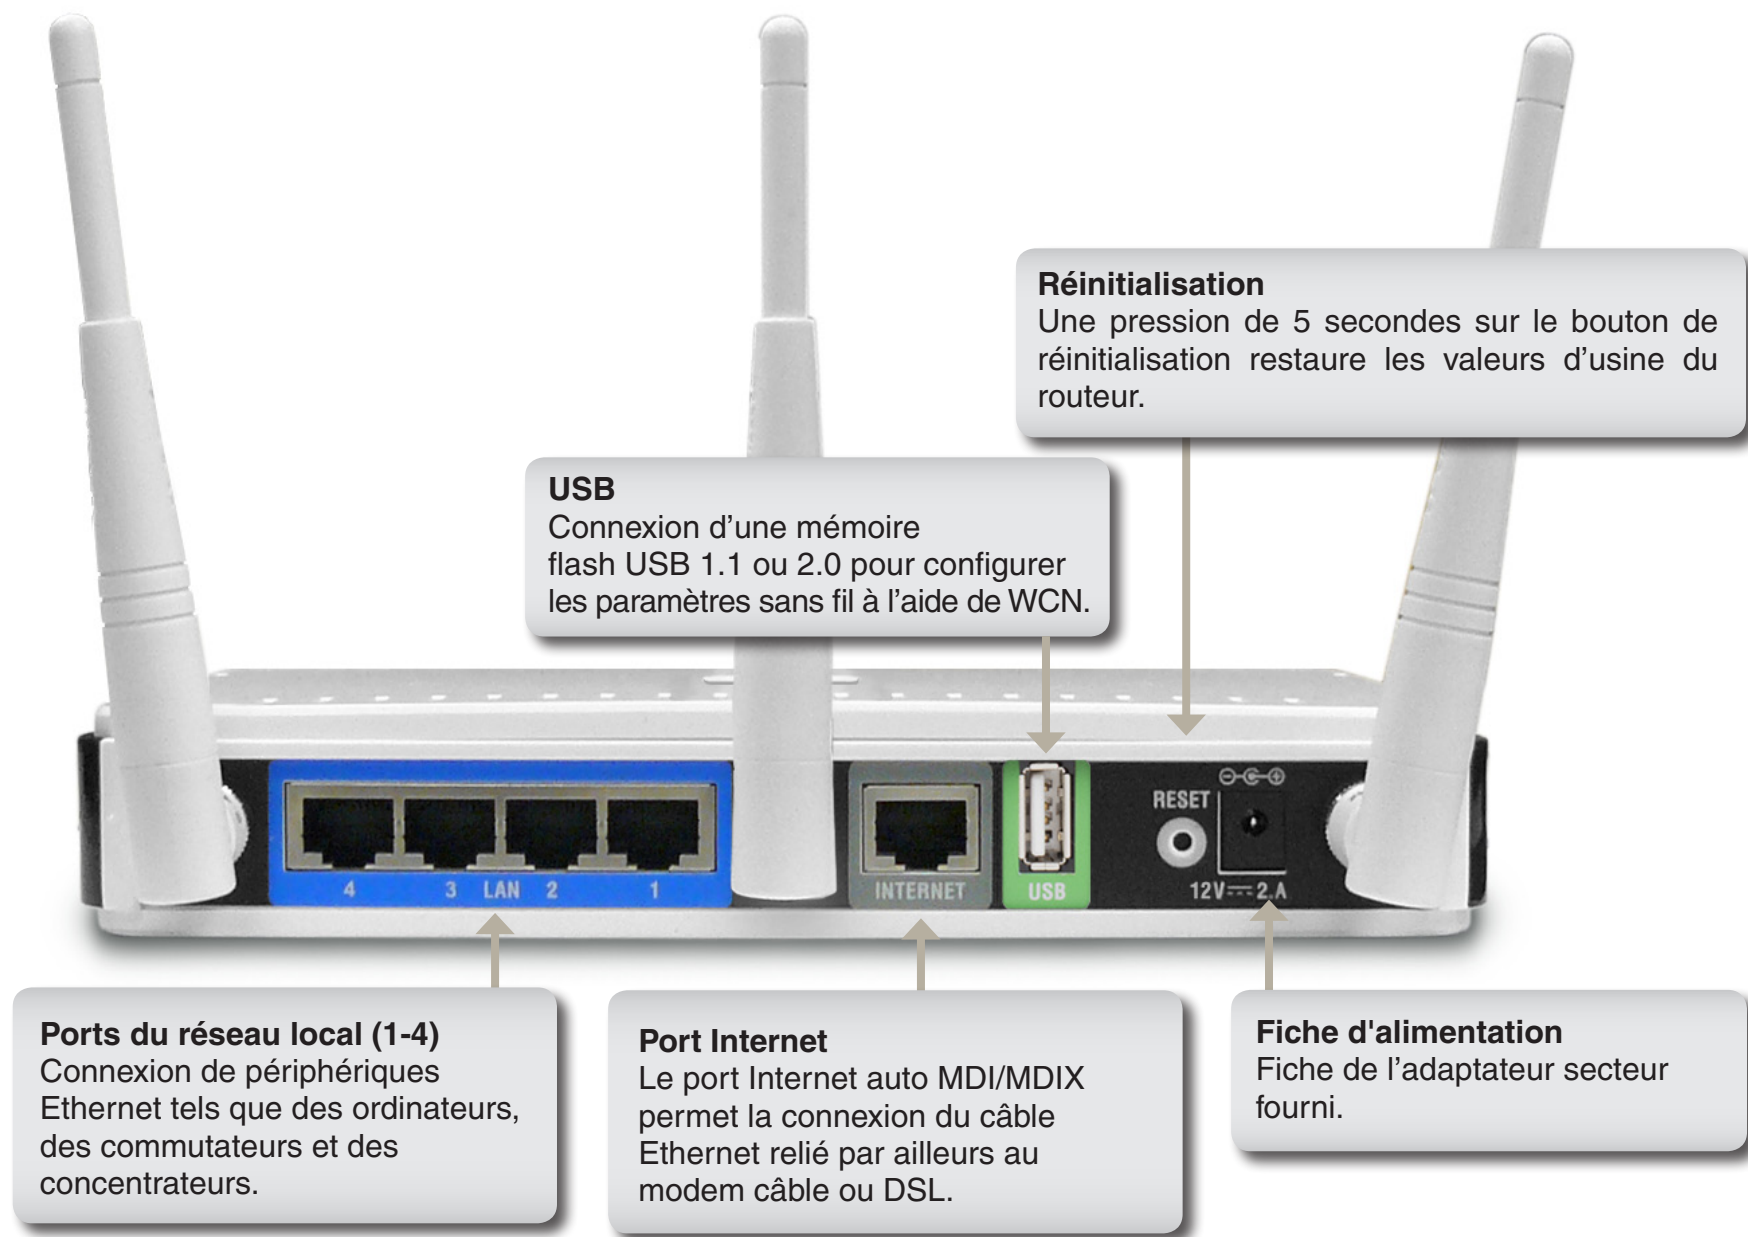 Réinitialisation
Une pression de 5 secondes sur le bouton de
réinitialisation restaure les valeurs d’usine du
routeur.
USB
Connexion d’une mémoire
flash USB 1.1 ou 2.0 pour configurer
les paramètres sans fil à l’aide de WCN.
RESET
4 3 LAN 2 1
INTERNET
USB
12V⎓2.A
Ports du réseau local (1-4)
Connexion de périphériques
Ethernet tels que des ordinateurs,
des commutateurs et des
concentrateurs.
Port Internet
Le port Internet auto MDI/MDIX
permet la connexion du câble
Ethernet relié par ailleurs au
modem câble ou DSL.
Fiche d'alimentation
Fiche de l’adaptateur secteur
fourni.